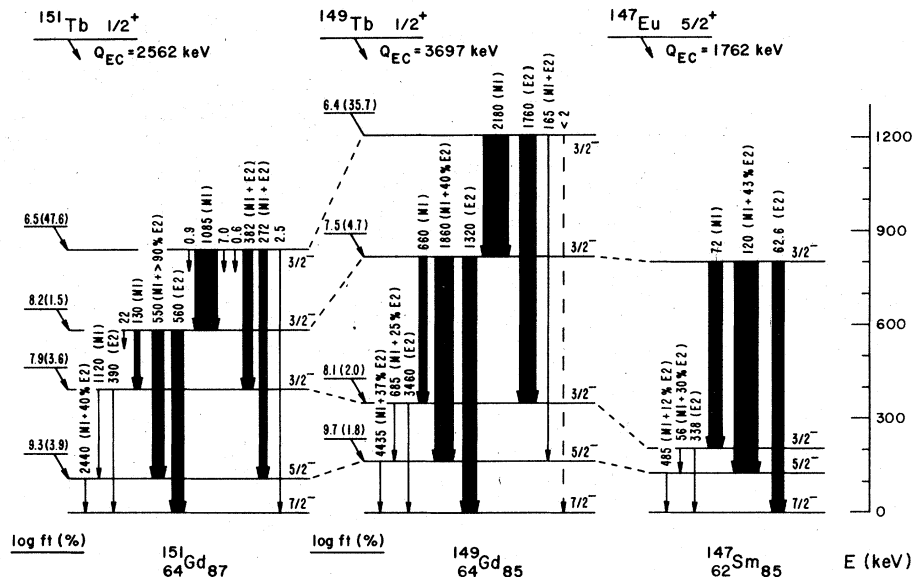 151Tb 1/2+
Q_EC = 2562 keV
149Tb 1/2+
Q_EC = 3697 keV
147Eu 5/2+
Q_EC = 1762 keV
6.5(47.6)
0.9
1085 (M1)
7.0
0.6
382 (M1 + E2)
272 (M1 + E2)
2.5
3/2−
8.2(1.5)
22
130 (M1)
550 (M1+>90% E2)
560 (E2)
3/2−
7.9(3.6)
1120 (M1)
390 (E2)
3/2−
9.3(3.9)
2440 (M1+40% E2)
5/2−
7/2−
log ft (%)
151
64Gd87
6.4 (35.7)
2180 (M1)
1760 (E2)
165 (M1+E2)
<2
3/2−
7.5(4.7)
660 (M1)
1860 (M1+40% E2)
1320 (E2)
3/2−
8.1(2.0)
685 (M1+25% E2)
3460 (E2)
3/2−
9.7(1.8)
4435 (M1+37% E2)
5/2−
7/2−
log ft (%)
149
64Gd85
72 (M1)
120 (M1+43% E2)
62.6 (E2)
3/2−
56 (M1+30% E2)
338 (E2)
3/2−
485 (M1+12% E2)
5/2−
7/2−
147
62Sm85
1200
900
600
300
0
E (keV)